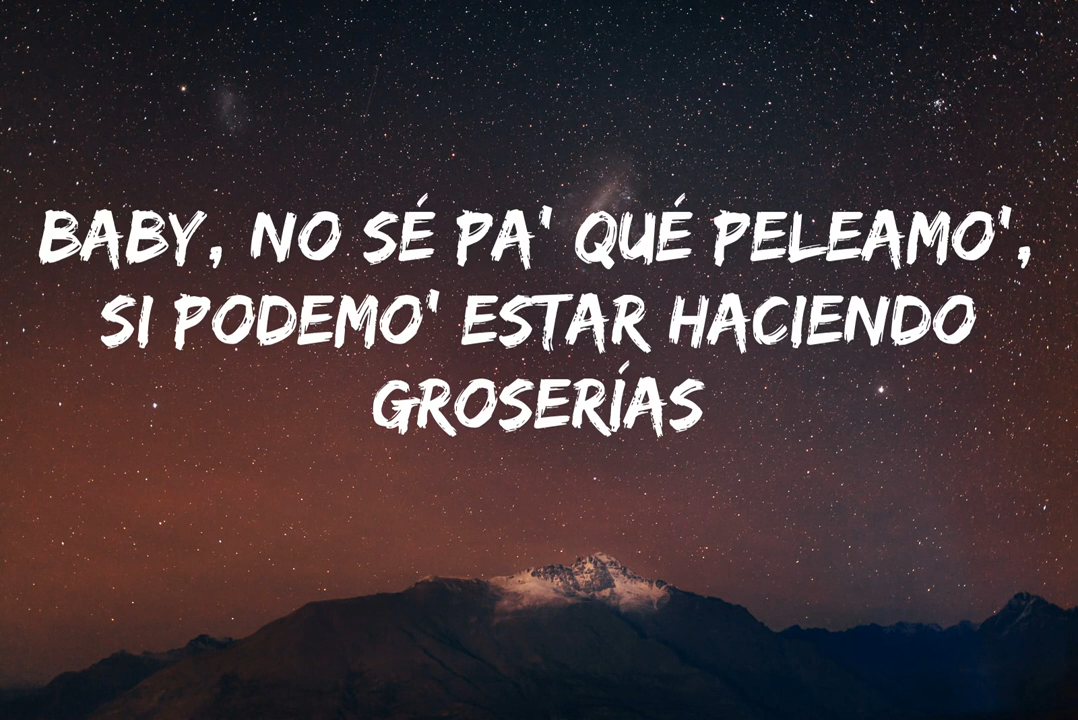 BABY, NO SÉ PA' QUÉ PELEAMO',
SI PODEMO' ESTAR HACIENDO
GROSERÍAS